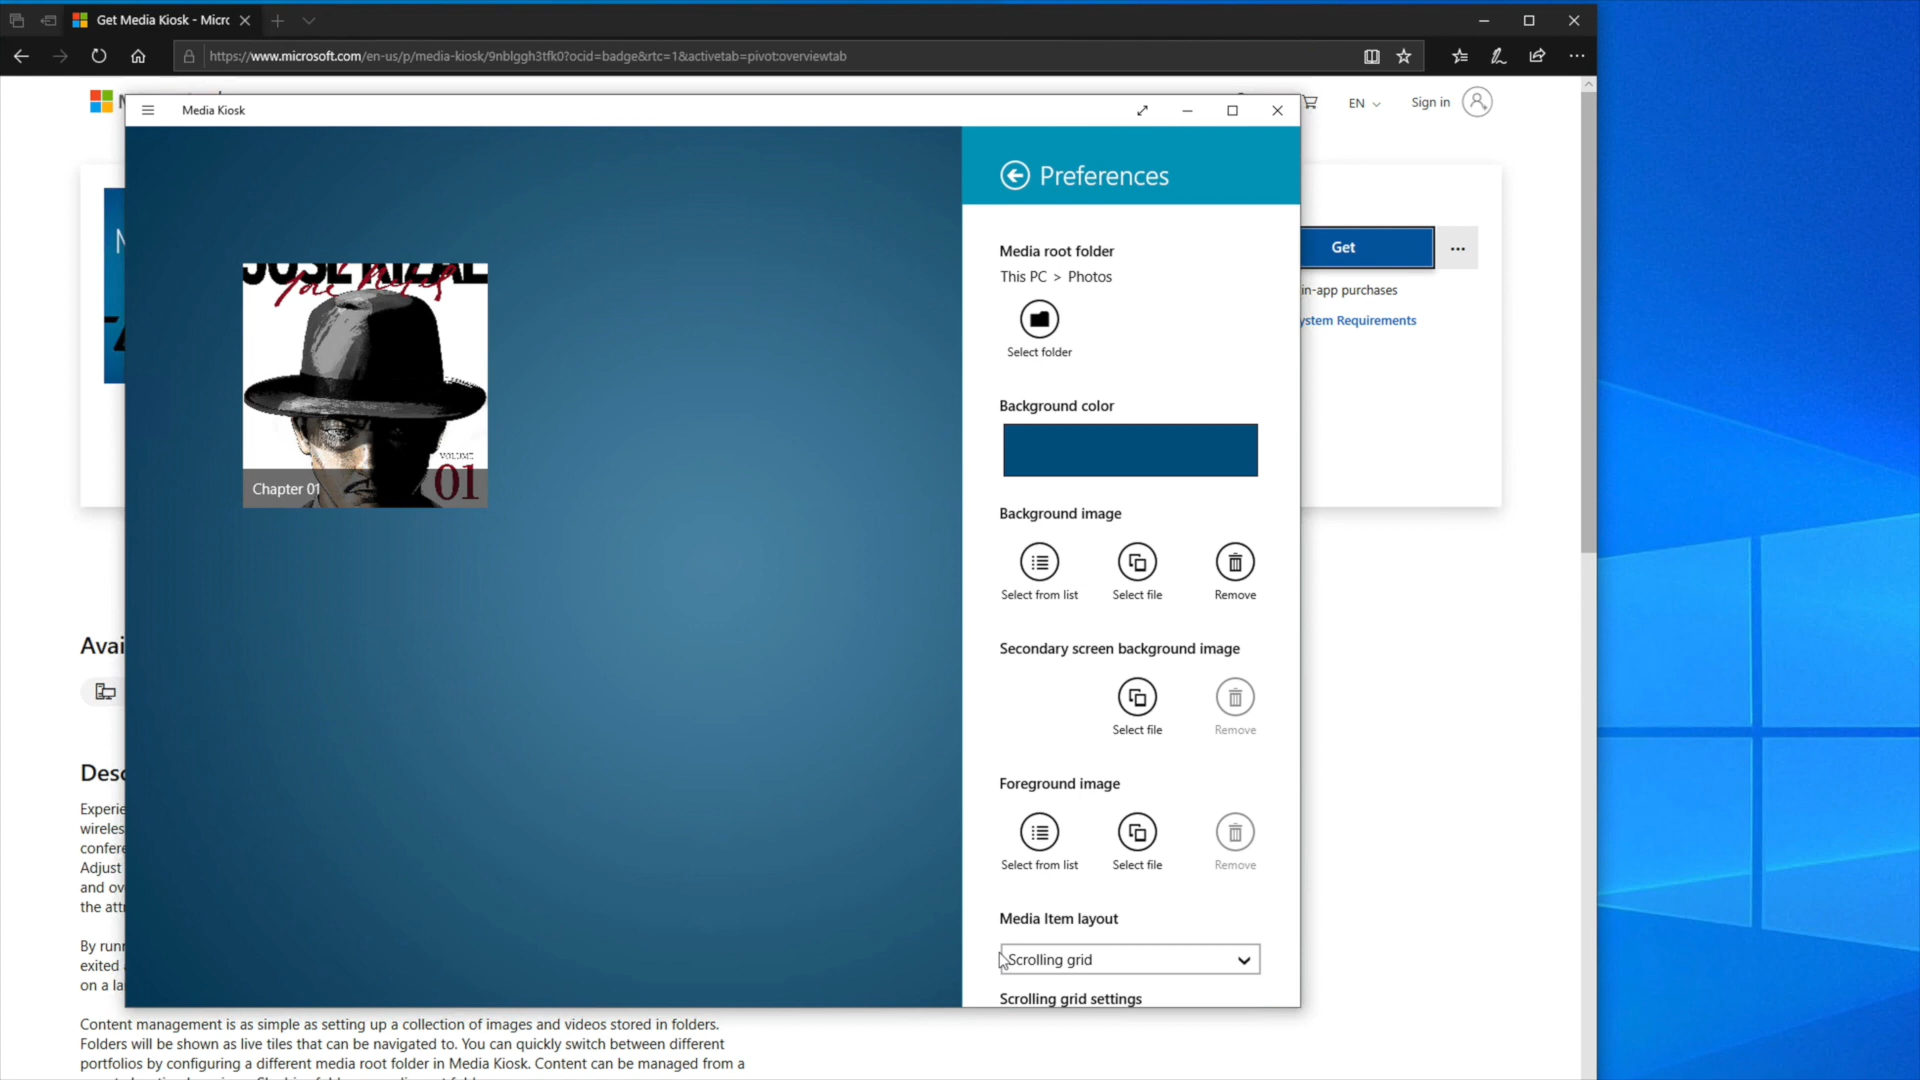 Get Media Kiosk - Micr
https://www.microsoft.com/en-us/p/media-kiosk/9nblggh3tfk0?ocid=badge&rtc=1&activetab=pivot:overviewtab
EN
Sign in
Media Kiosk
Preferences
Media root folder
This PC > Photos
Select folder
Get
in-app purchases
ystem Requirements
Background color
VOLUME
01
Chapter 01
Background image
Select from list
Select file
Remove
Secondary screen background image
Select file
Remove
Foreground image
Select from list
Select file
Remove
Media Item layout
Scrolling grid
Scrolling grid settings
Avai
Desc
Experie
wireles
confere
Adjust
and ov
the attr
By runn
exited
on a la
Content management is as simple as setting up a collection of images and videos stored in folders.
Folders will be shown as live tiles that can be navigated to. You can quickly switch between different
portfolios by configuring a different media root folder in Media Kiosk. Content can be managed from a